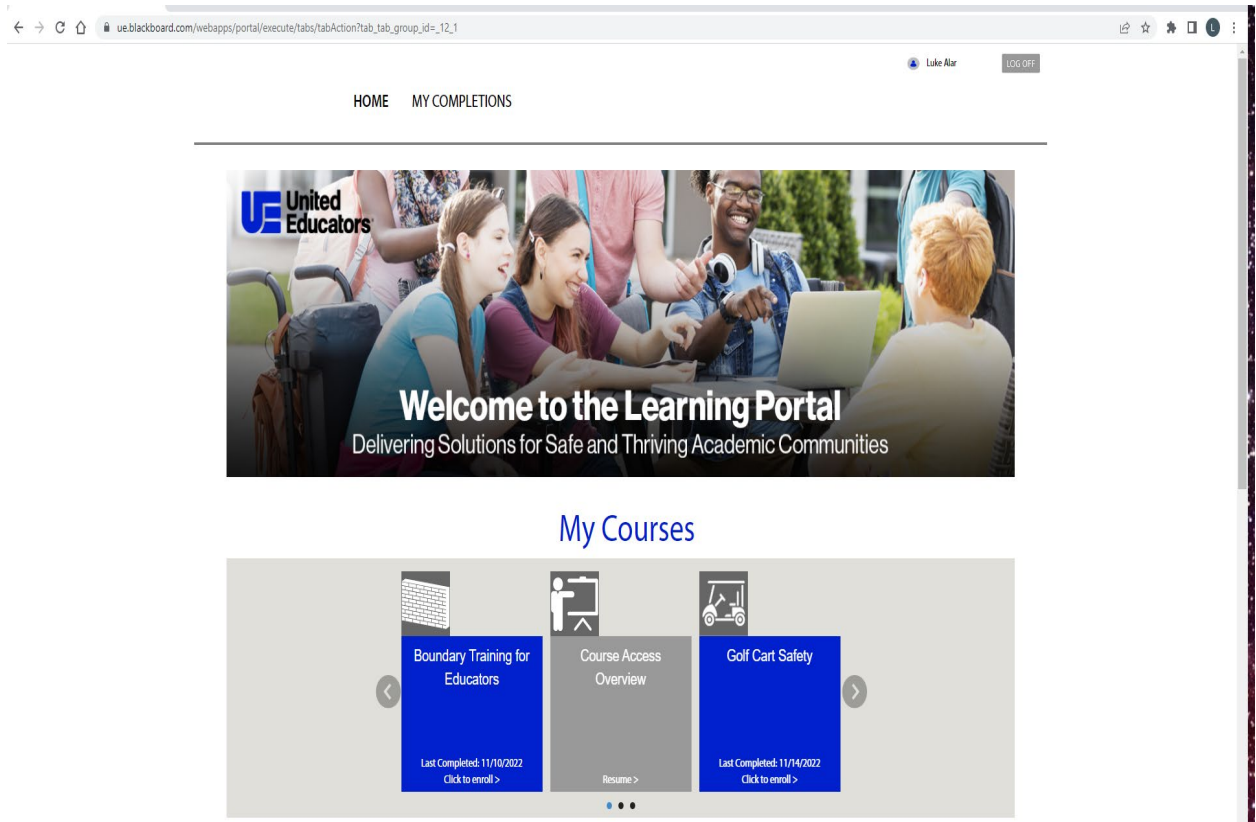 ue.blackboard.com/webapps/portal/execute/tabs/tabAction?tab_tab_group_id=_12_1
L
Luke Alar
LOG OFF
HOME MY COMPLETIONS
UE United
Educators
Welcome to the Learning Portal
Delivering Solutions for Safe and Thriving Academic Communities
My Courses
Boundary Training for
Educators
Last Completed: 11/10/2022
Click to enroll >
Course Access
Overview
Resume >
Golf Cart Safety
Last Completed: 11/14/2022
Click to enroll >